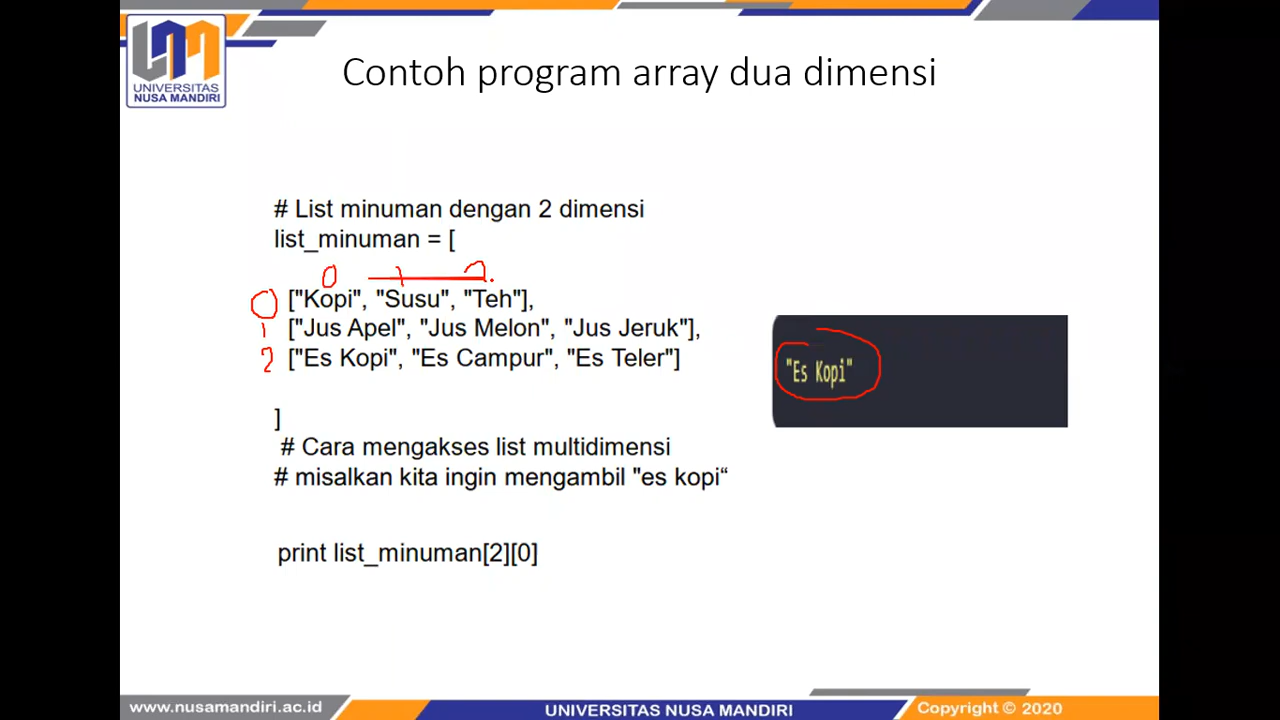 UNIVERSITAS
NUSA MANDIRI
Contoh program array dua dimensi
# List minuman dengan 2 dimensi
list_minuman = [
0 1 2
0 ["Kopi", "Susu", "Teh"],
1 ["Jus Apel", "Jus Melon", "Jus Jeruk"],
2 ["Es Kopi", "Es Campur", "Es Teler"]
"Es Kopi"
]
# Cara mengakses list multidimensi
# misalkan kita ingin mengambil "es kopi“
print list_minuman[2][0]
www.nusamandiri.ac.id
UNIVERSITAS NUSA MANDIRI
Copyright © 2020